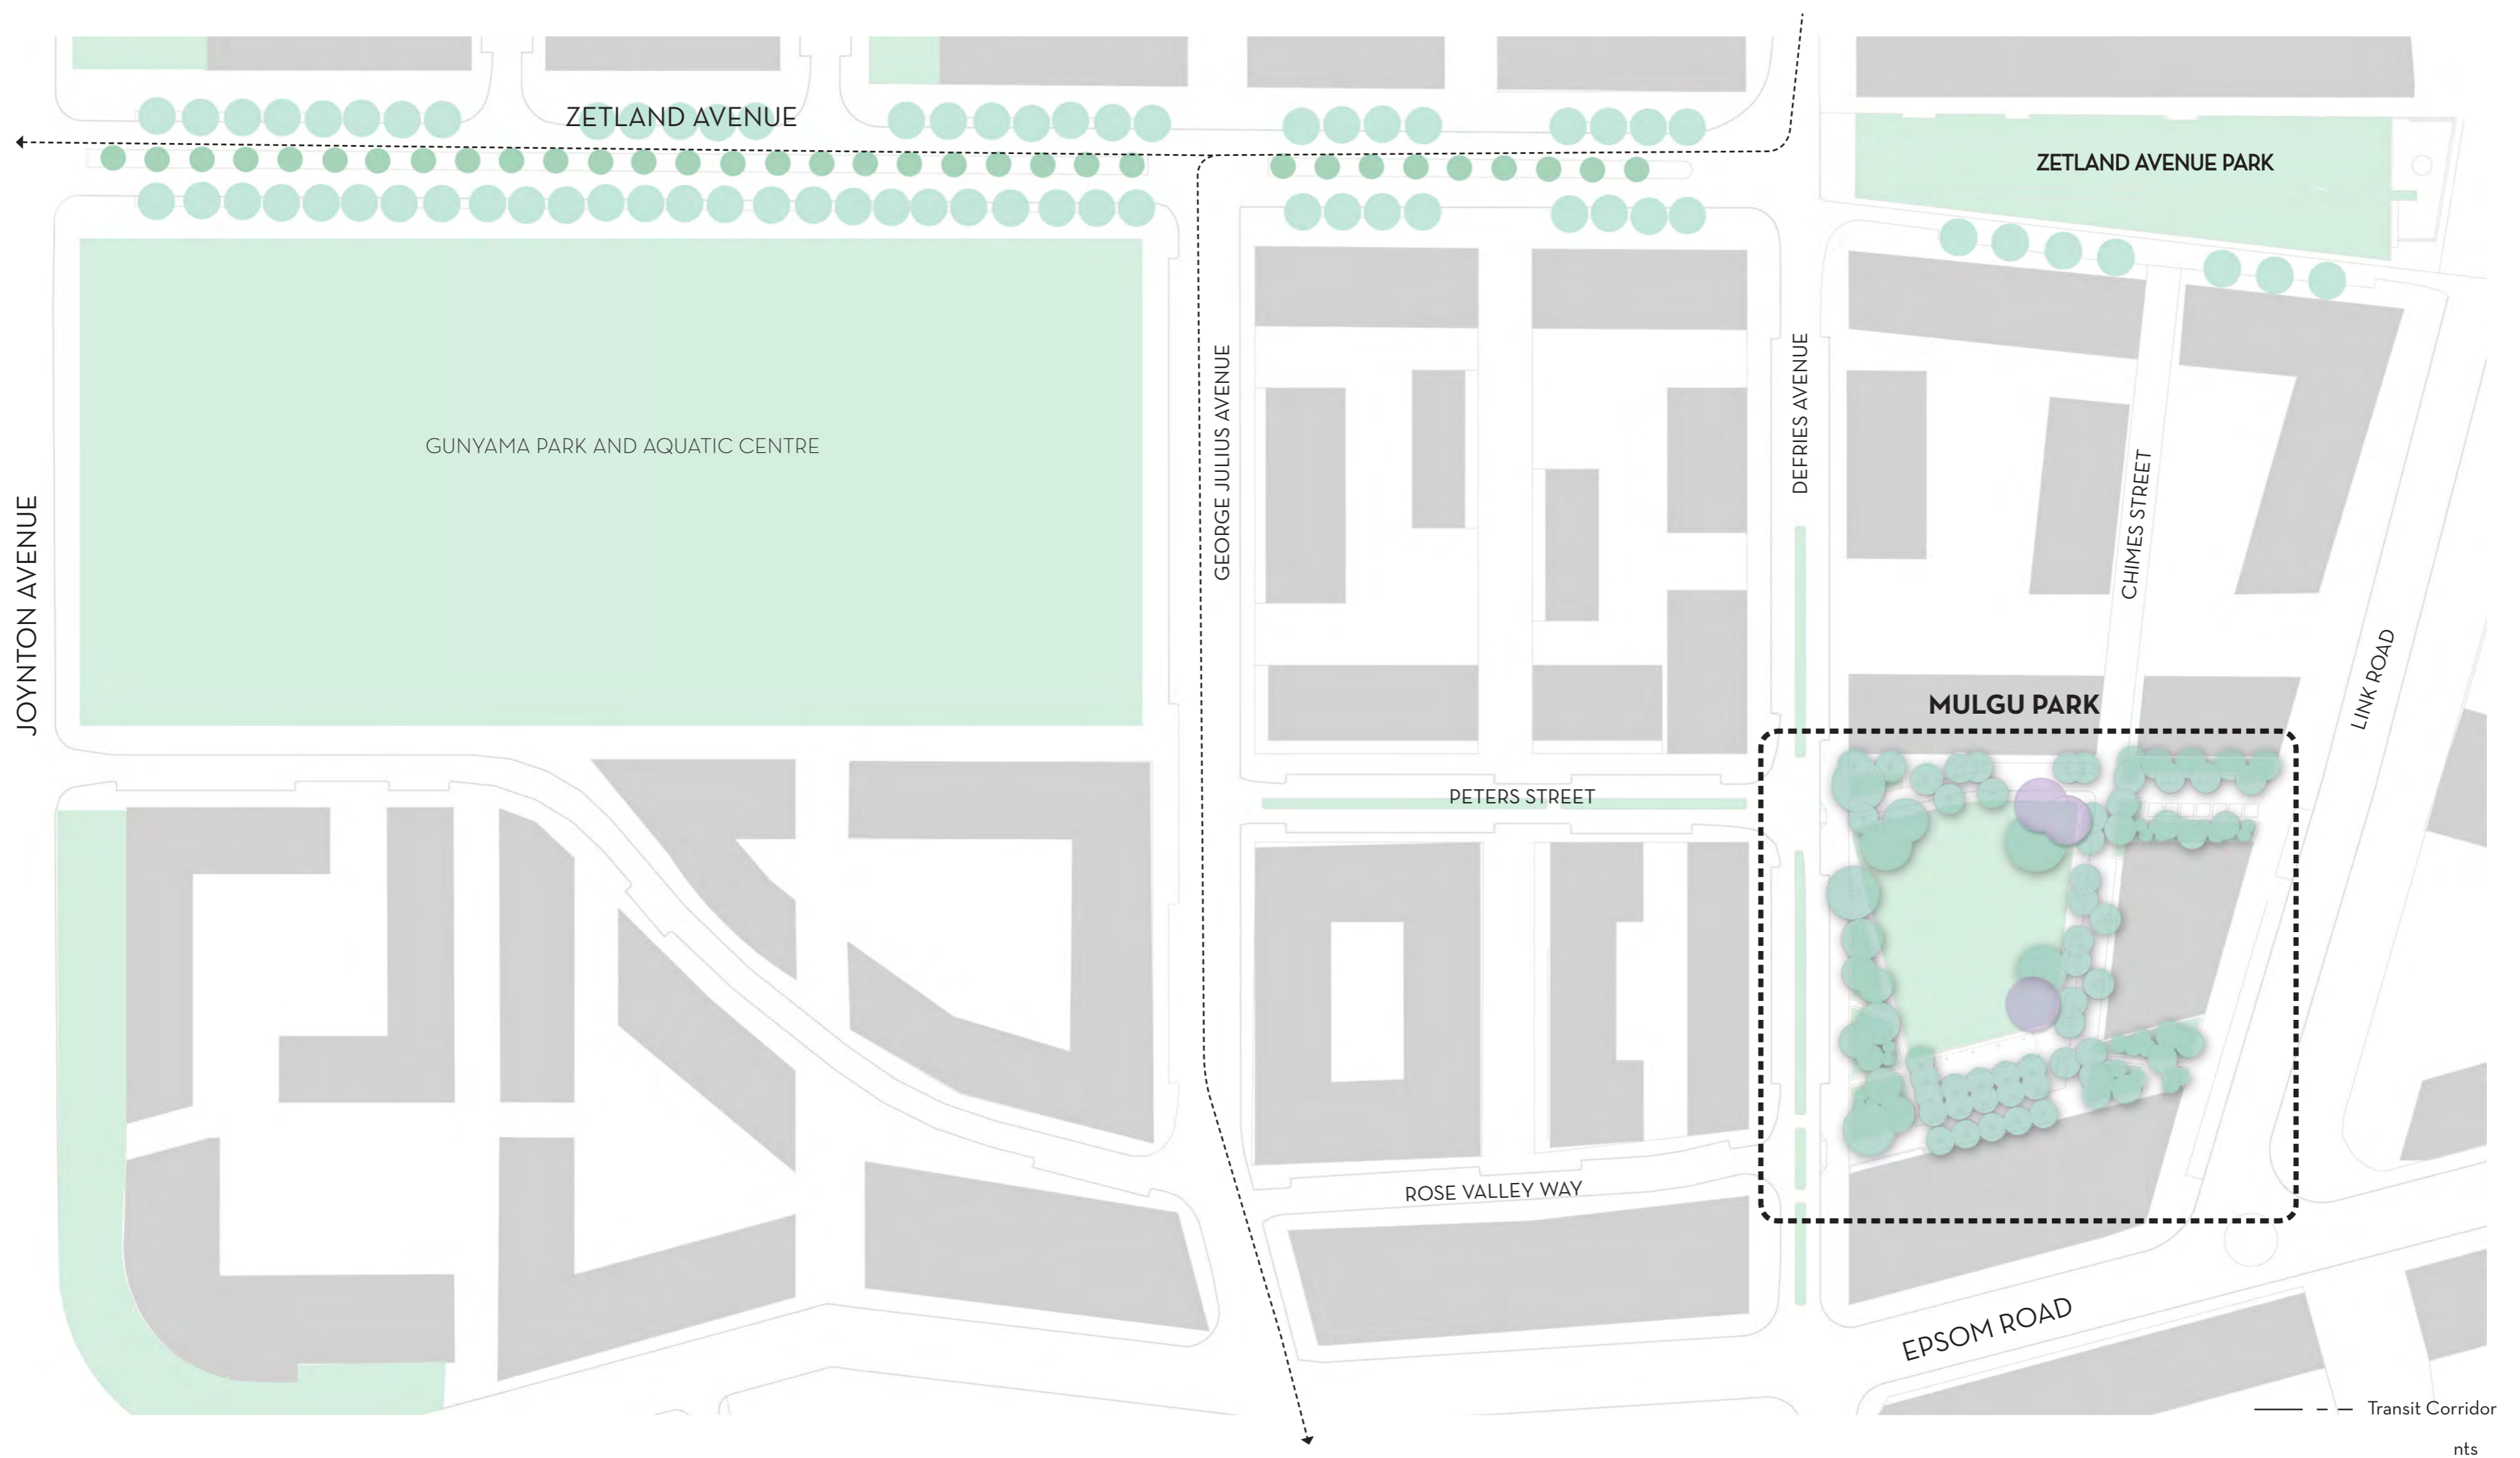 ZETLAND AVENUE
ZETLAND AVENUE PARK
GUNYAMA PARK AND AQUATIC CENTRE
JOYNTON AVENUE
GEORGE JULIUS AVENUE
DEFRIES AVENUE
CHIMES STREET
LINK ROAD
MULGU PARK
PETERS STREET
ROSE VALLEY WAY
EPSOM ROAD
Transit Corridor
nts